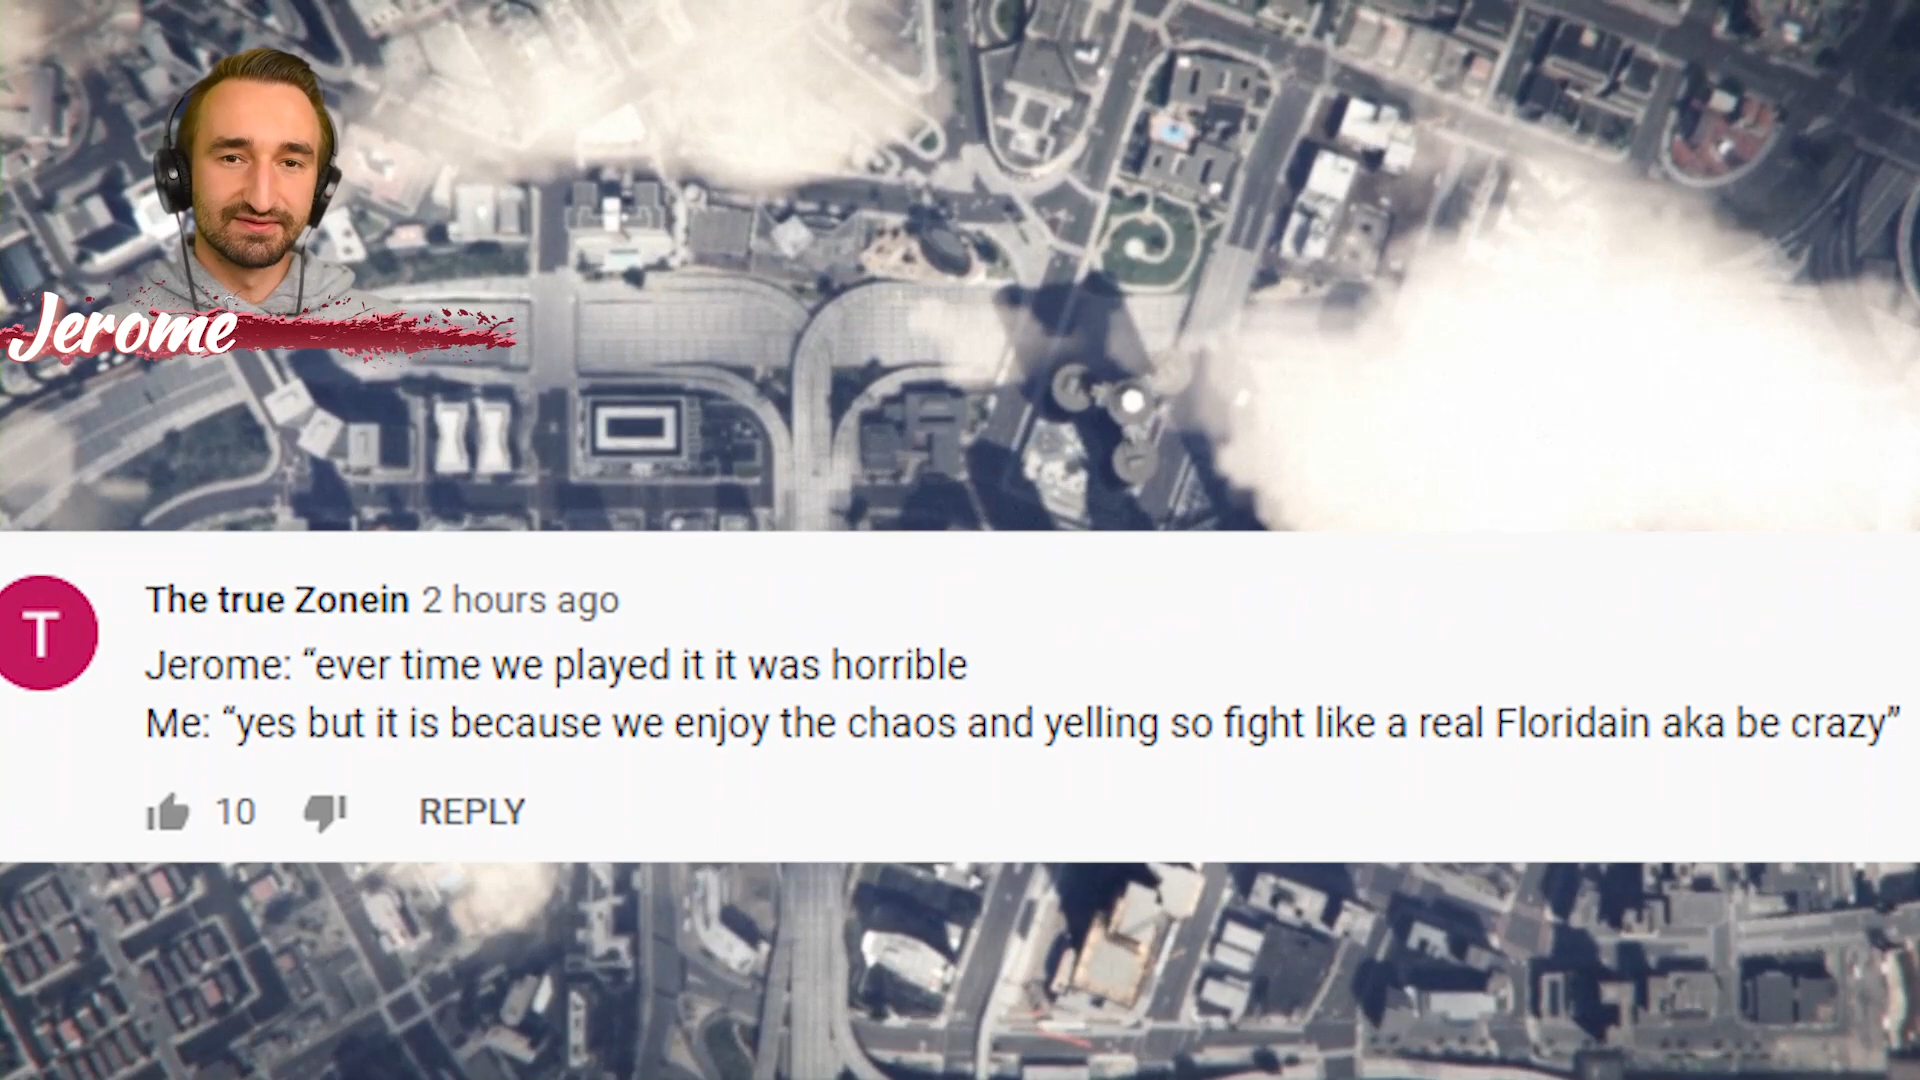 Jerome
T
The true Zonein 2 hours ago
Jerome: “ever time we played it it was horrible
Me: “yes but it is because we enjoy the chaos and yelling so fight like a real Floridain aka be crazy”
10 REPLY